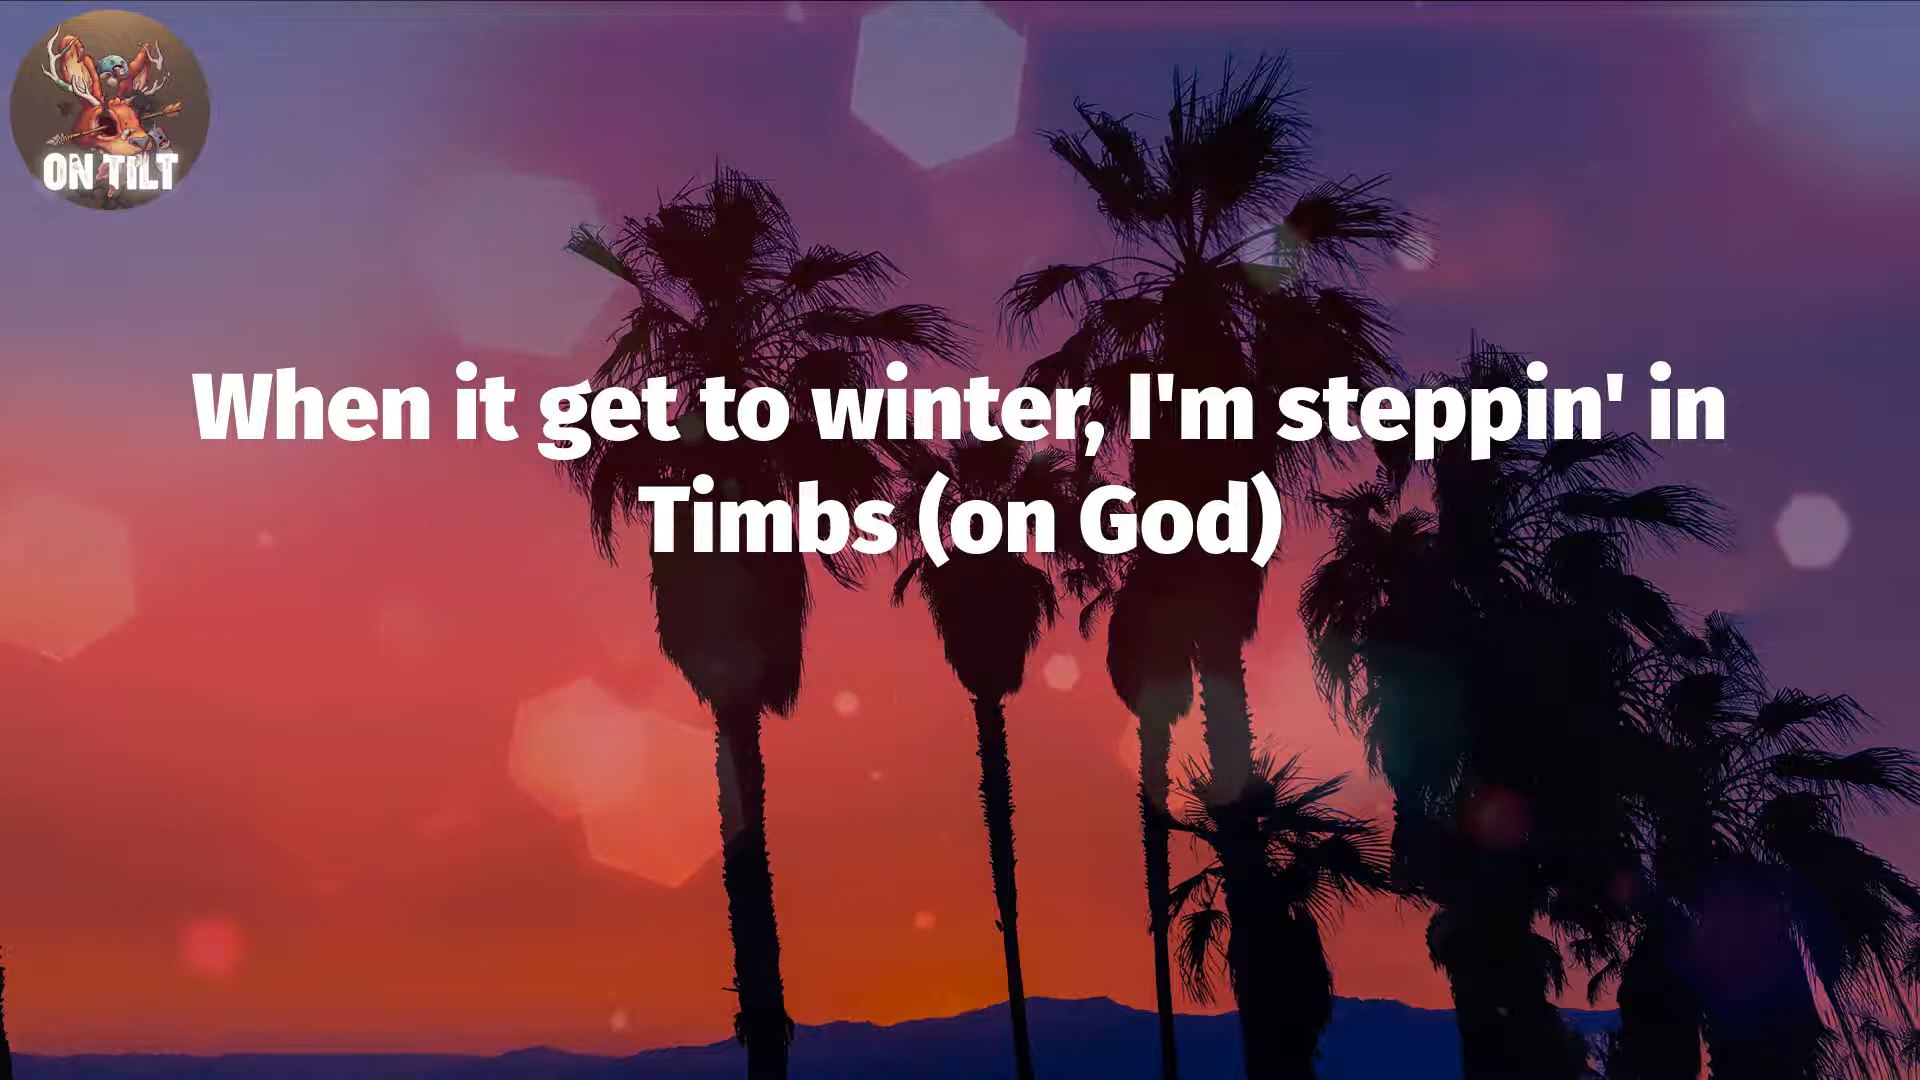 ON TILT
When it get to winter, I'm steppin' in
Timbs (on God)